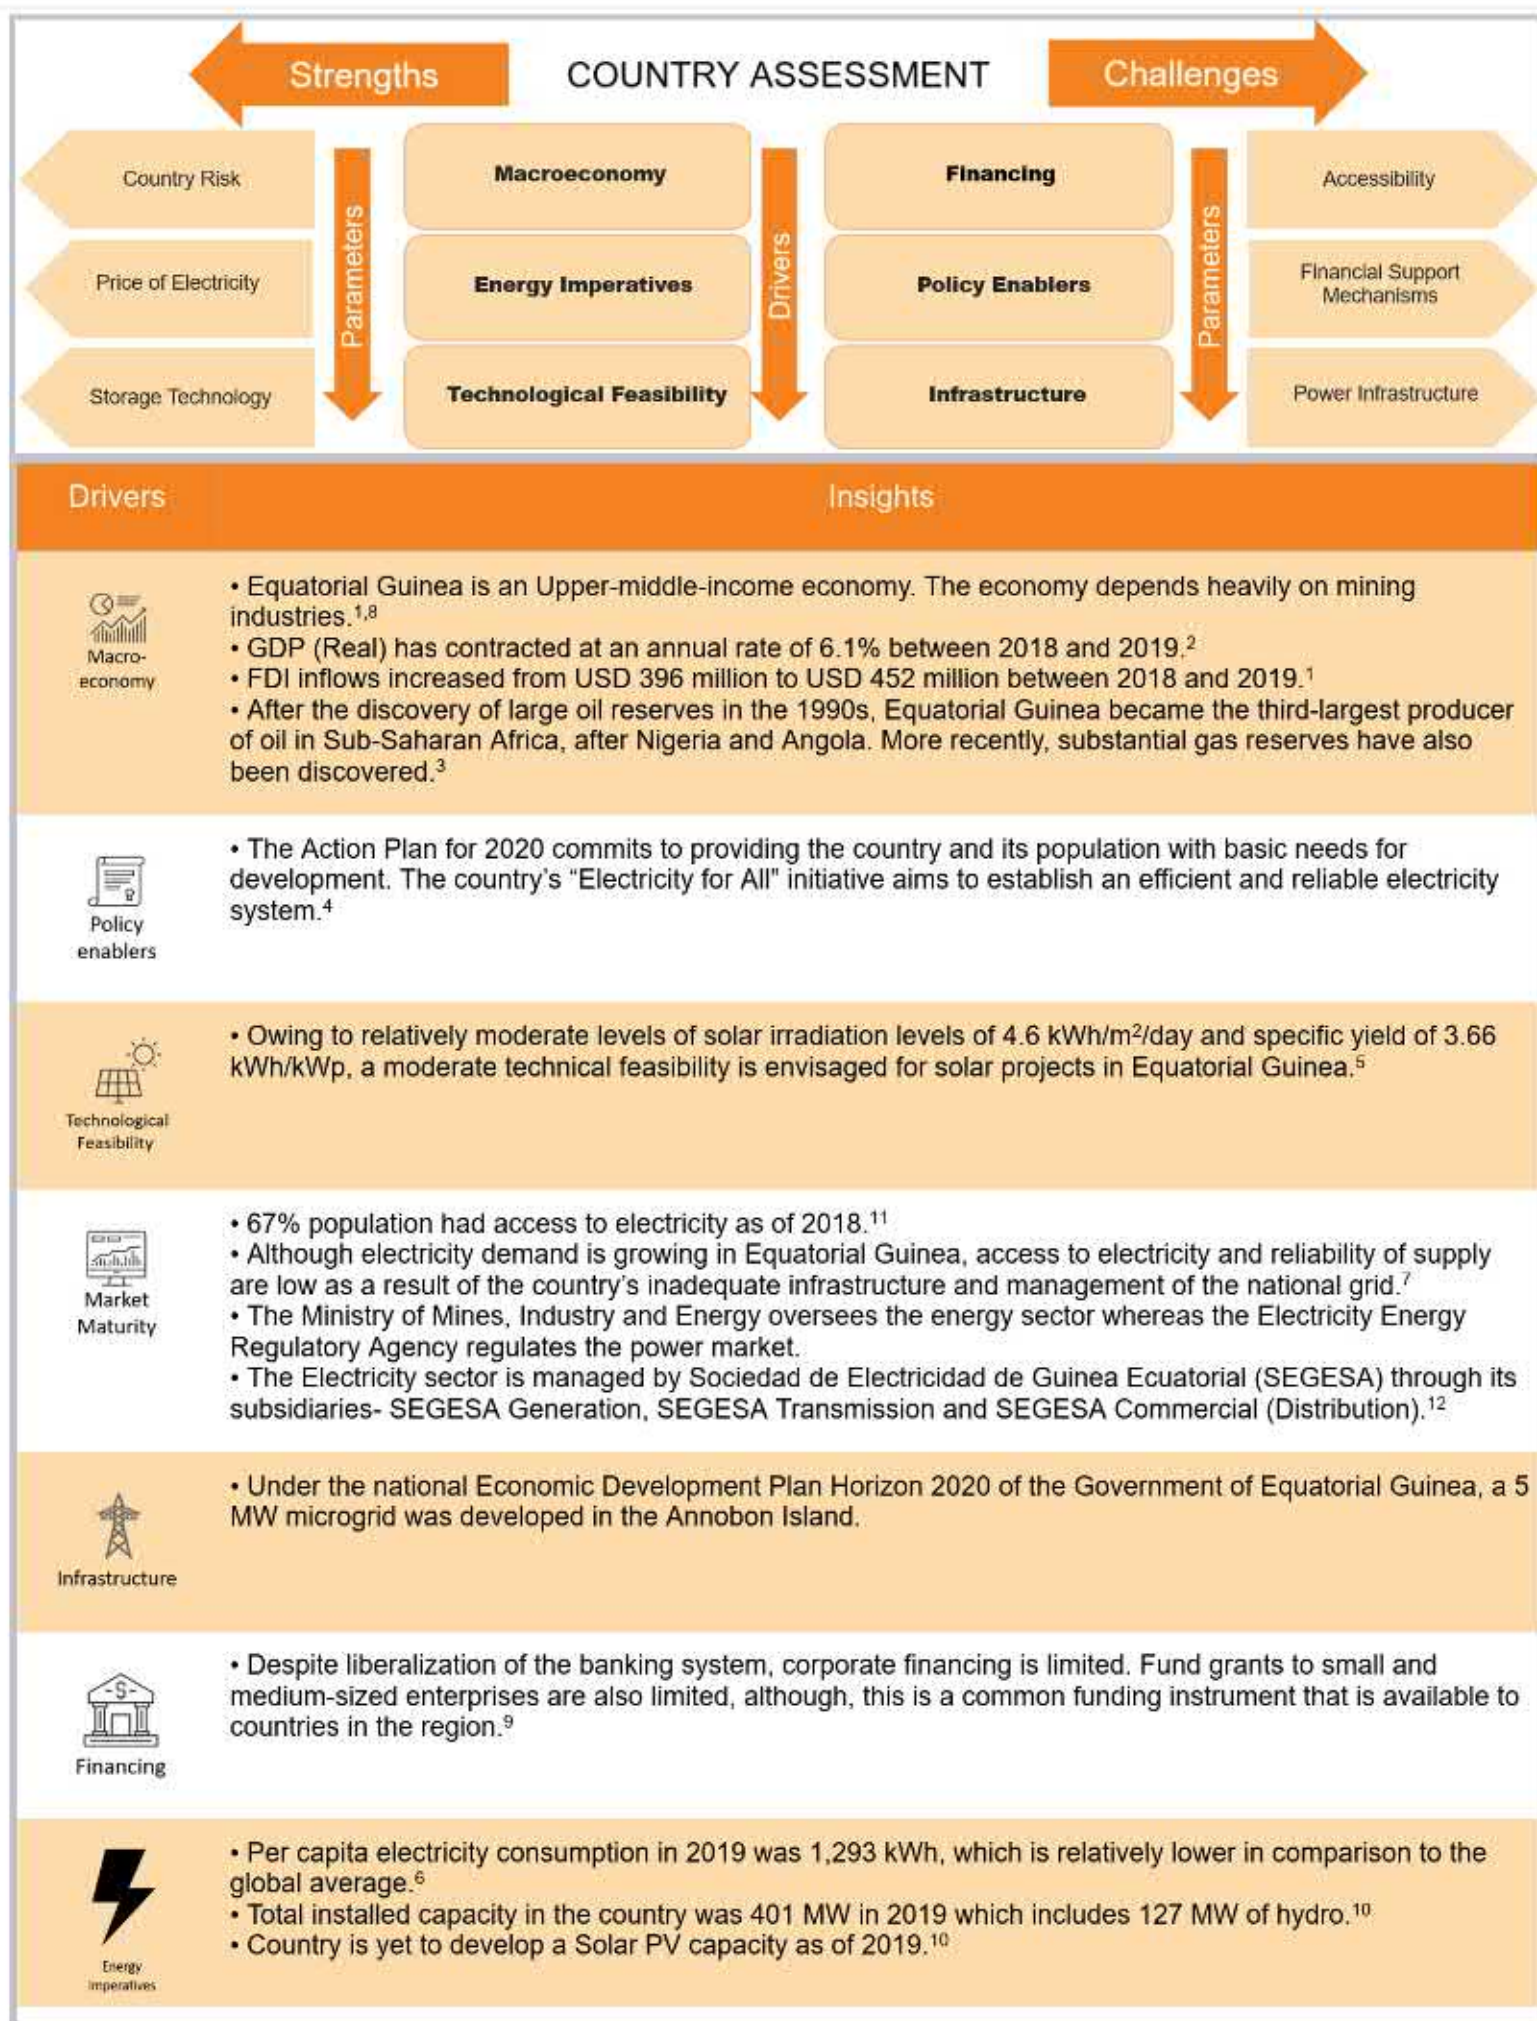 Strengths
COUNTRY ASSESSMENT
Challenges
Country Risk
Macroeconomy
Financing
Accessibility
Price of Electricity
Energy Imperatives
Policy Enablers
Financial Support
Mechanisms
Storage Technology
Technological Feasibility
Infrastructure
Power Infrastructure
Parameters
Drivers
Parameters
Drivers
Insights
Macro-
economy
• Equatorial Guinea is an Upper-middle-income economy. The economy depends heavily on mining
industries.1,8
• GDP (Real) has contracted at an annual rate of 6.1% between 2018 and 2019.2
• FDI inflows increased from USD 396 million to USD 452 million between 2018 and 2019.1
• After the discovery of large oil reserves in the 1990s, Equatorial Guinea became the third-largest producer
of oil in Sub-Saharan Africa, after Nigeria and Angola. More recently, substantial gas reserves have also
been discovered.3
Policy
enablers
• The Action Plan for 2020 commits to providing the country and its population with basic needs for
development. The country's "Electricity for All" initiative aims to establish an efficient and reliable electricity
system.4
Technological
Feasibility
• Owing to relatively moderate levels of solar irradiation levels of 4.6 kWh/m2/day and specific yield of 3.66
kWh/kWp, a moderate technical feasibility is envisaged for solar projects in Equatorial Guinea.5
Market
Maturity
• 67% population had access to electricity as of 2018.11
• Although electricity demand is growing in Equatorial Guinea, access to electricity and reliability of supply
are low as a result of the country's inadequate infrastructure and management of the national grid.7
• The Ministry of Mines, Industry and Energy oversees the energy sector whereas the Electricity Energy
Regulatory Agency regulates the power market.
• The Electricity sector is managed by Sociedad de Electricidad de Guinea Ecuatorial (SEGESA) through its
subsidiaries- SEGESA Generation, SEGESA Transmission and SEGESA Commercial (Distribution).12
Infrastructure
• Under the national Economic Development Plan Horizon 2020 of the Government of Equatorial Guinea, a 5
MW microgrid was developed in the Annobon Island.
-$-
Financing
• Despite liberalization of the banking system, corporate financing is limited. Fund grants to small and
medium-sized enterprises are also limited, although, this is a common funding instrument that is available to
countries in the region.9
Energy
Imperatives
• Per capita electricity consumption in 2019 was 1,293 kWh, which is relatively lower in comparison to the
global average.6
• Total installed capacity in the country was 401 MW in 2019 which includes 127 MW of hydro.10
• Country is yet to develop a Solar PV capacity as of 2019.10